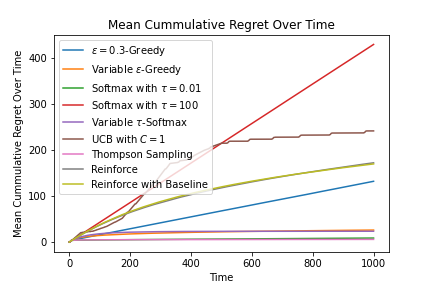 Mean Cummulative Regret Over Time
Mean Cummulative Regret Over Time
400
300
200
100
0
ε = 0.3-Greedy
Variable ε-Greedy
Softmax with τ = 0.01
Softmax with τ = 100
Variable τ-Softmax
UCB with C = 1
Thompson Sampling
Reinforce
Reinforce with Baseline
0 200 400 600 800 1000
Time